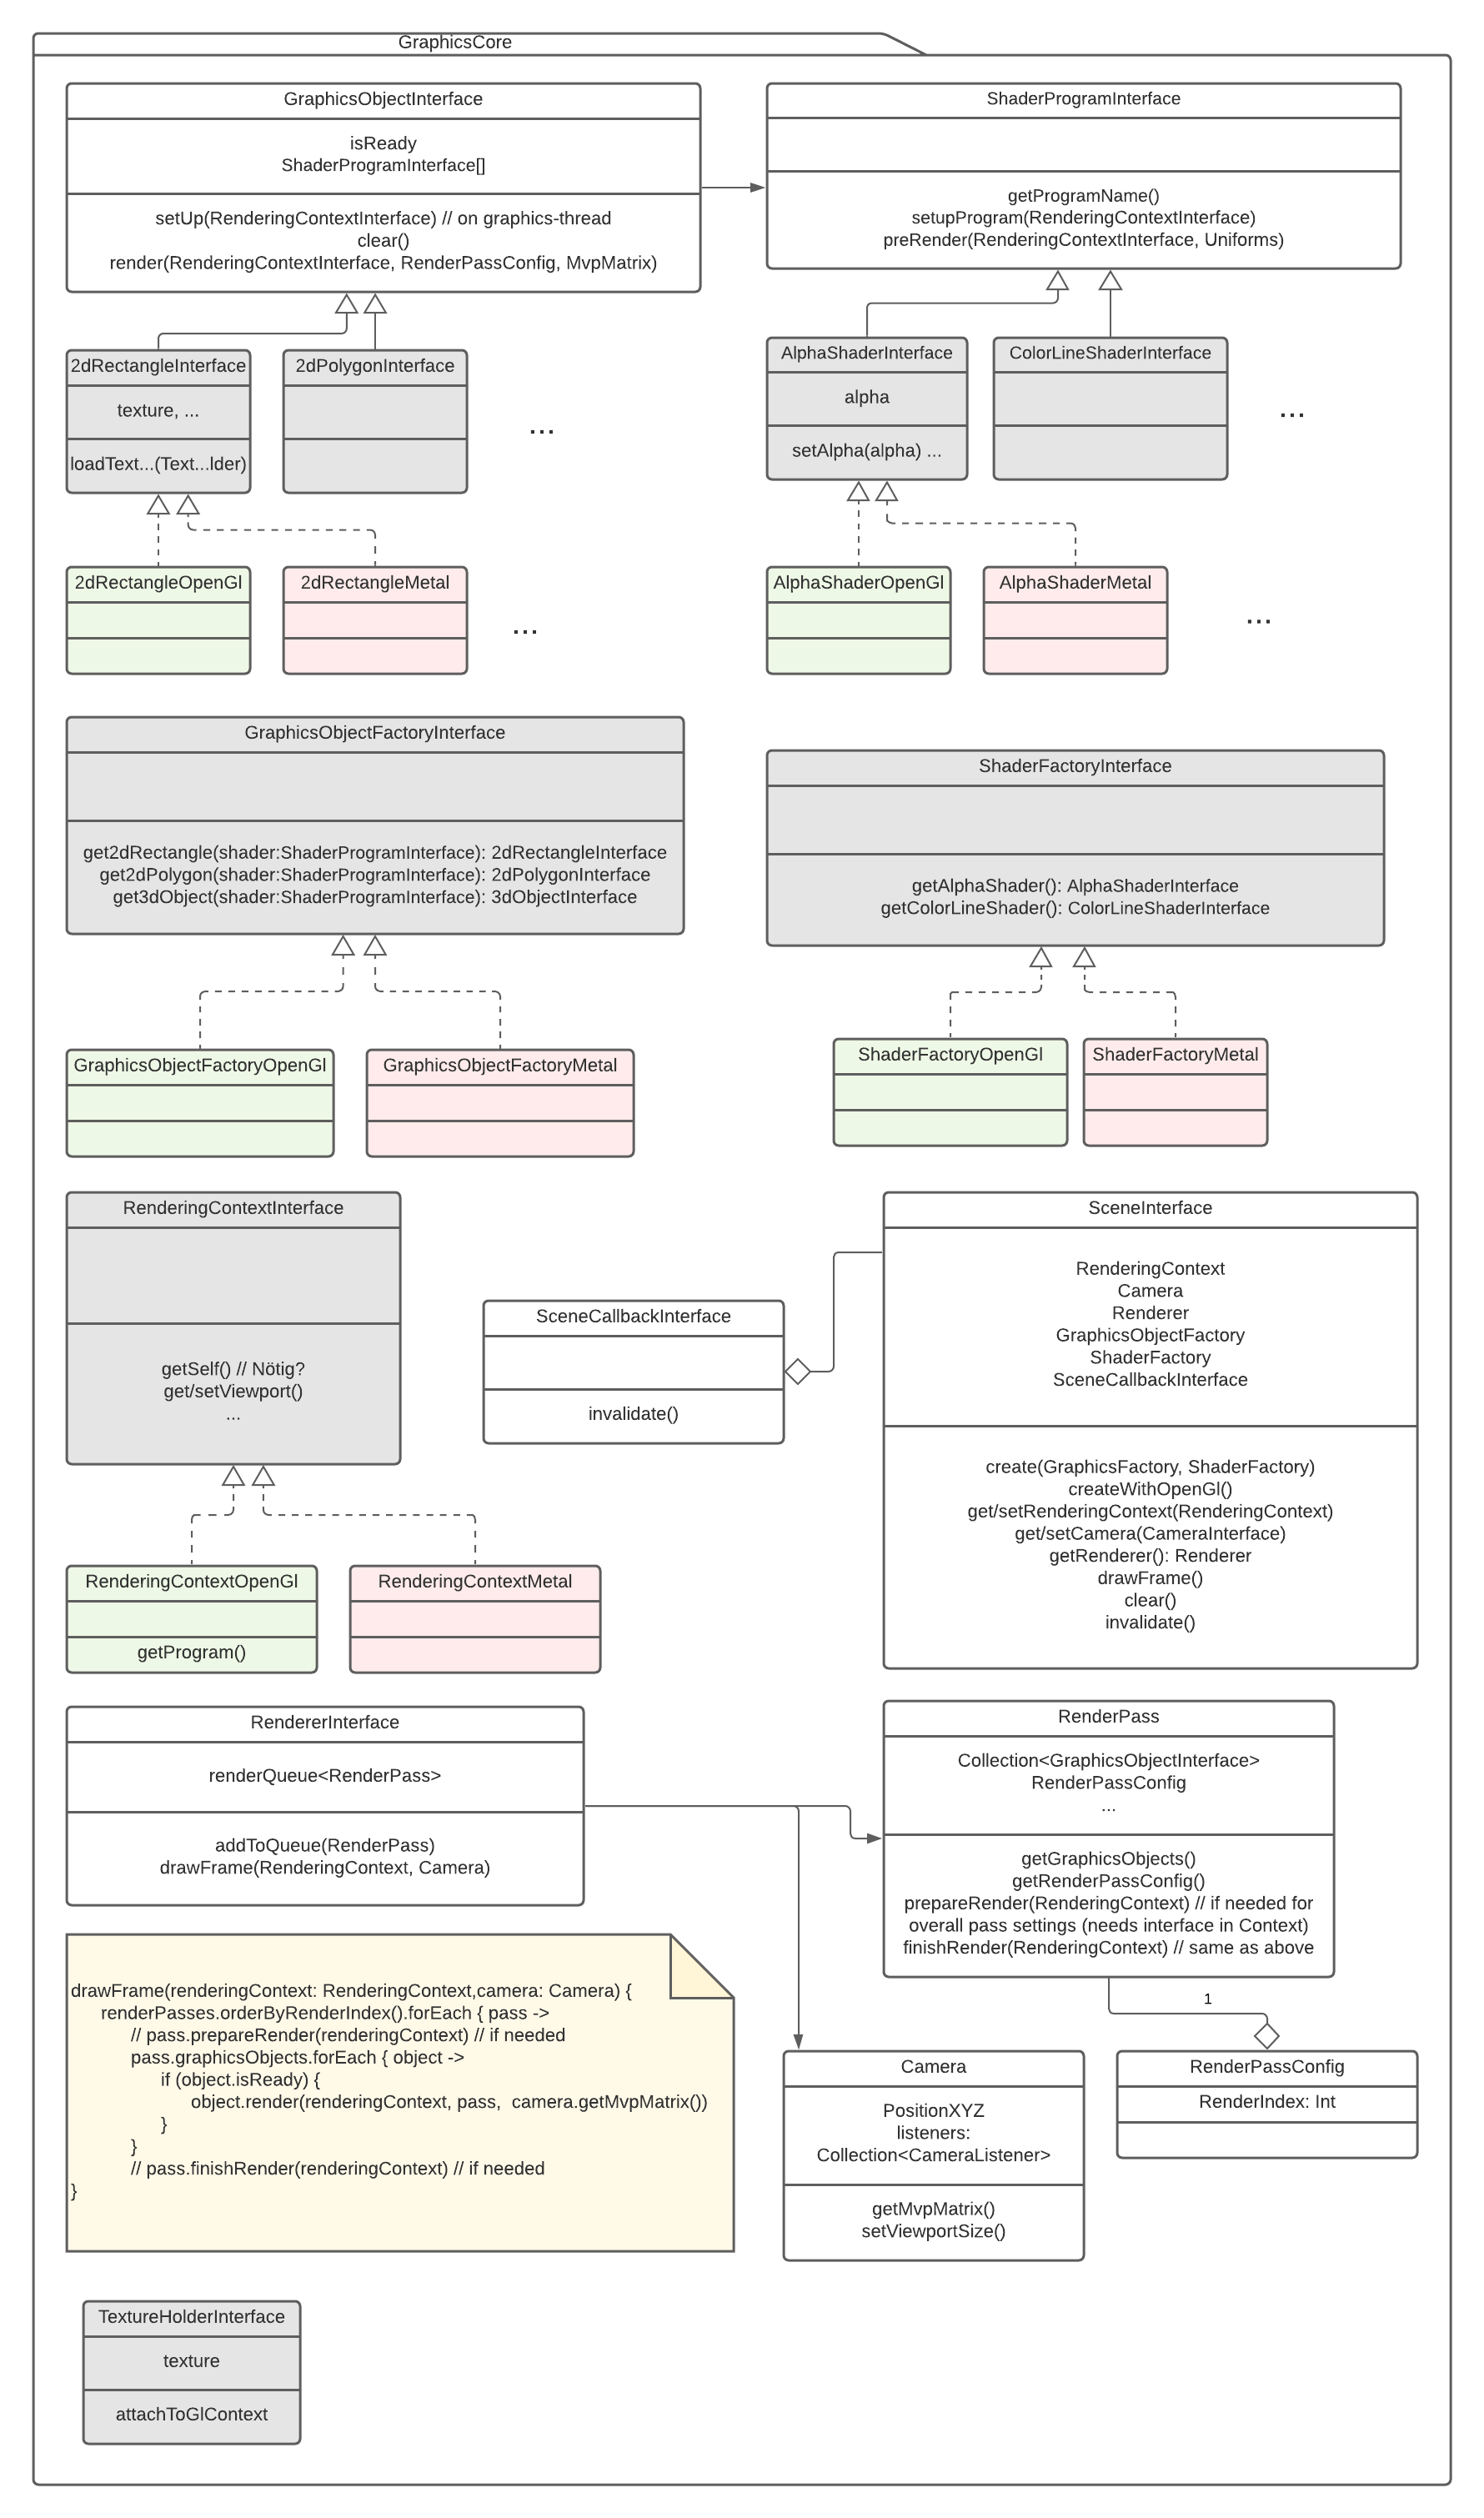 GraphicsCore
GraphicsObjectInterface
isReady
ShaderProgramInterface[]
setUp(RenderingContextInterface) // on graphics-thread
clear()
render(RenderingContextInterface, RenderPassConfig, MvpMatrix)
ShaderProgramInterface
getProgramName()
setupProgram(RenderingContextInterface)
preRender(RenderingContextInterface, Uniforms)
2dRectangleInterface
texture, ...
loadText...(Text...lder)
2dPolygonInterface
...
AlphaShaderInterface
alpha
setAlpha(alpha) ...
ColorLineShaderInterface
...
2dRectangleOpenGl
2dRectangleMetal
...
AlphaShaderOpenGl
AlphaShaderMetal
...
GraphicsObjectFactoryInterface
get2dRectangle(shader:ShaderProgramInterface): 2dRectangleInterface
get2dPolygon(shader:ShaderProgramInterface): 2dPolygonInterface
get3dObject(shader:ShaderProgramInterface): 3dObjectInterface
ShaderFactoryInterface
getAlphaShader(): AlphaShaderInterface
getColorLineShader(): ColorLineShaderInterface
GraphicsObjectFactoryOpenGl
GraphicsObjectFactoryMetal
ShaderFactoryOpenGl
ShaderFactoryMetal
RenderingContextInterface
getSelf() // Nötig?
get/setViewport()
...
SceneCallbackInterface
invalidate()
SceneInterface
RenderingContext
Camera
Renderer
GraphicsObjectFactory
ShaderFactory
SceneCallbackInterface
create(GraphicsFactory, ShaderFactory)
createWithOpenGl()
get/setRenderingContext(RenderingContext)
get/setCamera(CameraInterface)
getRenderer(): Renderer
drawFrame()
clear()
invalidate()
RenderingContextOpenGl
getProgram()
RenderingContextMetal
RendererInterface
renderQueue<RenderPass>
addToQueue(RenderPass)
drawFrame(RenderingContext, Camera)
RenderPass
Collection<GraphicsObjectInterface>
RenderPassConfig
...
getGraphicsObjects()
getRenderPassConfig()
prepareRender(RenderingContext) // if needed for
overall pass settings (needs interface in Context)
finishRender(RenderingContext) // same as above
1
drawFrame(renderingContext: RenderingContext,camera: Camera) {
renderPasses.orderByRenderIndex().forEach { pass ->
// pass.prepareRender(renderingContext) // if needed
pass.graphicsObjects.forEach { object ->
if (object.isReady) {
object.render(renderingContext, pass,  camera.getMvpMatrix())
}
}
// pass.finishRender(renderingContext) // if needed
}
Camera
PositionXYZ
listeners:
Collection<CameraListener>
getMvpMatrix()
setViewportSize()
RenderPassConfig
RenderIndex: Int
TextureHolderInterface
texture
attachToGlContext